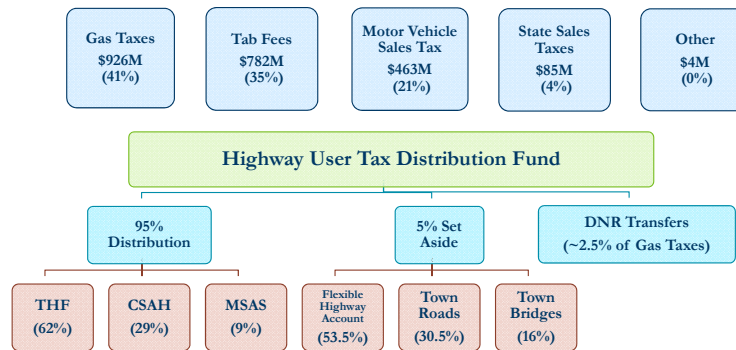 Gas Taxes
$926M
(41%)
Tab Fees
$782M
(35%)
Motor Vehicle
Sales Tax
$463M
(21%)
State Sales
Taxes
$85M
(4%)
Other
$4M
(0%)
Highway User Tax Distribution Fund
95%
Distribution
5% Set
Aside
DNR Transfers
(~2.5% of Gas Taxes)
THF
(62%)
CSAH
(29%)
MSAS
(9%)
Flexible
Highway
Account
(53.5%)
Town
Roads
(30.5%)
Town
Bridges
(16%)